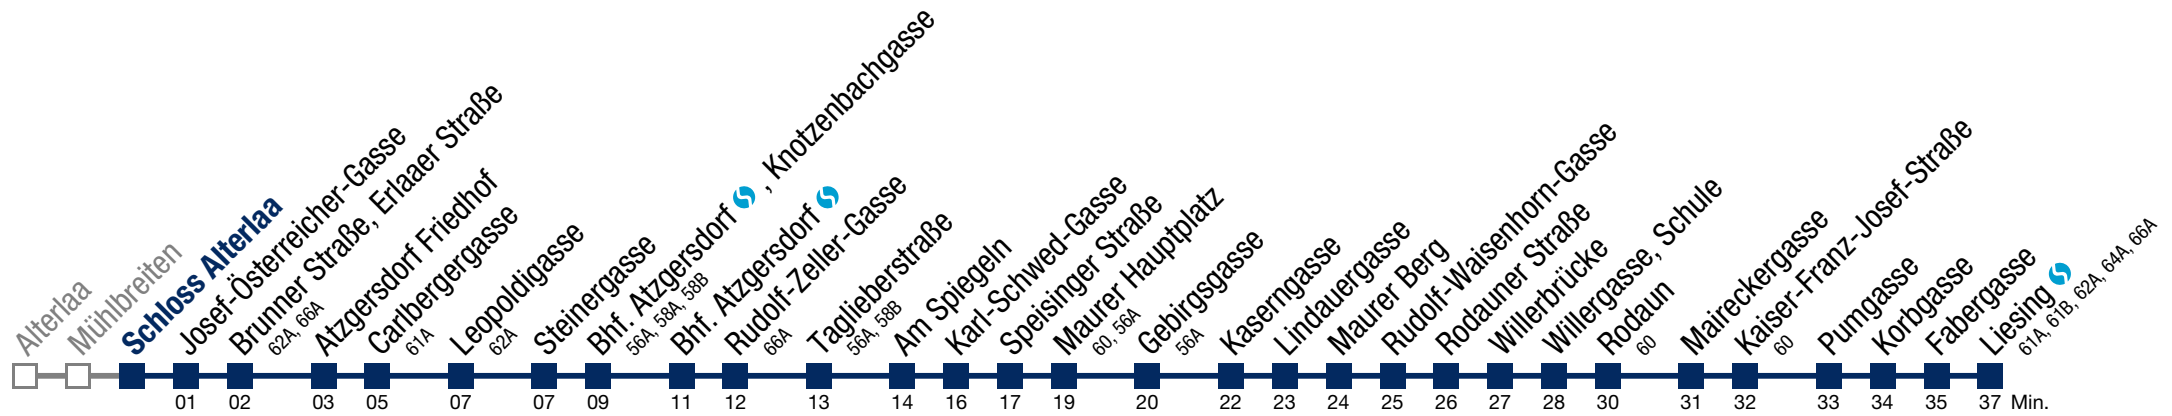 Alterlaa
Mühlbreiten
Schloss Alterlaa
Josef-Österreicher-Gasse
Brunner Straße, Erlaaer Straße
62A, 66A
Atzgersdorf Friedhof
Carlbergergasse
61A
Leopoldigasse
62A
Steinergasse
Bhf. Atzgersdorf , Knotzenbachgasse
56A, 58A, 58B
Bhf. Atzgersdorf
Rudolf-Zeller-Gasse
66A
Taglieberstraße
56A, 58B
Am Spiegeln
Karl-Schwed-Gasse
Speisinger Straße
Maurer Hauptplatz
60, 56A
Gebirgsgasse
56A
Kaserngasse
Lindauergasse
Maurer Berg
Rudolf-Waisenhorn-Gasse
Rodauner Straße
Willerbrücke
Willergasse, Schule
Rodaun
60
Maireckergasse
Kaiser-Franz-Josef-Straße
60
Pumgasse
Korbgasse
Fabergasse
Liesing
61A, 61B, 62A, 64A, 66A
01 02 03 05 07 07 09 11 12 13 14 16 17 19 20 22 23 24 25 26 27 28 30 31 32 33 34 35 37 Min.